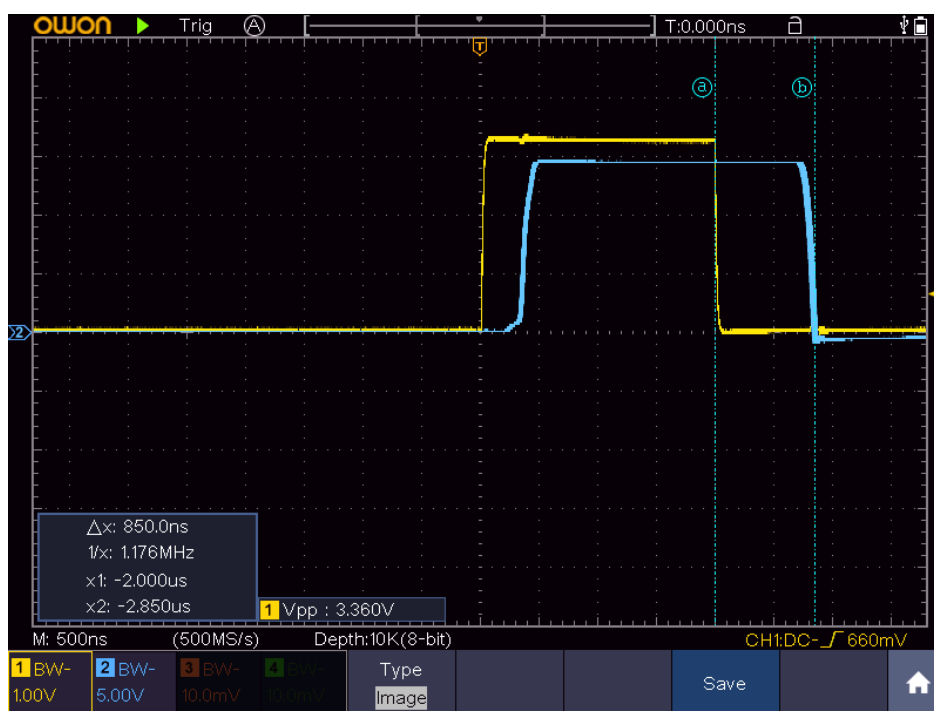 OWON Trig A T:0.000ns
T
a b
2
△x: 850.0ns
1/x: 1.176MHz
x1: -2.000us
x2: -2.850us
1 Vpp : 3.360V
M: 500ns (500MS/s) Depth:10K(8-bit) CH1:DC- 660mV
1 BW- 2 BW- 3 BW- 4 BW- Type
1.00V 5.00V 10.0mV 10.0mV Image Save